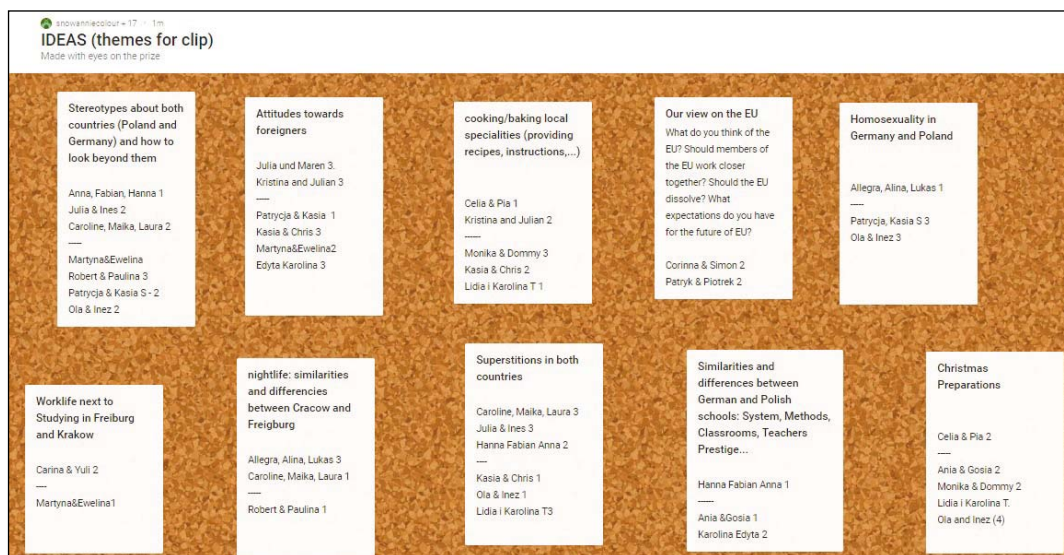 snowanniecolour + 17 · 1m
IDEAS (themes for clip)
Made with eyes on the prize
Stereotypes about both
countries (Poland and
Germany) and how to
look beyond them
Anna, Fabian, Hanna 1
Julia & Ines 2
Caroline, Maika, Laura 2
----
Martyna&Ewelina
Robert & Paulina 3
Patrycja & Kasia S - 2
Ola & Inez 2
Attitudes towards
foreigners
Julia und Maren 3.
Kristina and Julian 3
-----
Patrycja & Kasia 1
Kasia & Chris 3
Martyna&Ewelina2
Edyta Karolina 3
cooking/baking local
specialities (providing
recipes, instructions,...)
Celia & Pia 1
Kristina and Julian 2
------
Monika & Dommy 3
Kasia & Chris 2
Lidia i Karolina T 1
Our view on the EU
What do you think of the
EU? Should members of
the EU work closer
together? Should the EU
dissolve? What
expectations do you have
for the future of EU?
Corinna & Simon 2
Patryk & Piotrek 2
Homosexuality in
Germany and Poland
Allegra, Alina, Lukas 1
-----
Patrycja, Kasia S 3
Ola & Inez 3
Worklife next to
Studying in Freiburg
and Krakow
Carina & Yuli 2
----
Martyna&Ewelina1
nightlife: similarities
and differencies
between Cracow and
Freigburg
Allegra, Alina, Lukas 3
Caroline, Maika, Laura 1
-----
Robert & Paulina 1
Superstitions in both
countries
Caroline, Maika, Laura 3
Julia & Ines 3
Hanna Fabian Anna 2
----
Kasia & Chris 1
Ola & Inez 1
Lidia i Karolina T3
Similarities and
differences between
German and Polish
schools: System, Methods,
Classrooms, Teachers
Prestige...
Hanna Fabian Anna 1
------
Ania &Gosia 1
Karolina Edyta 2
Christmas
Preparations
Celia & Pia 2
-----
Ania & Gosia 2
Monika & Dommy 2
Lidia i Karolina T.
Ola and Inez (4)